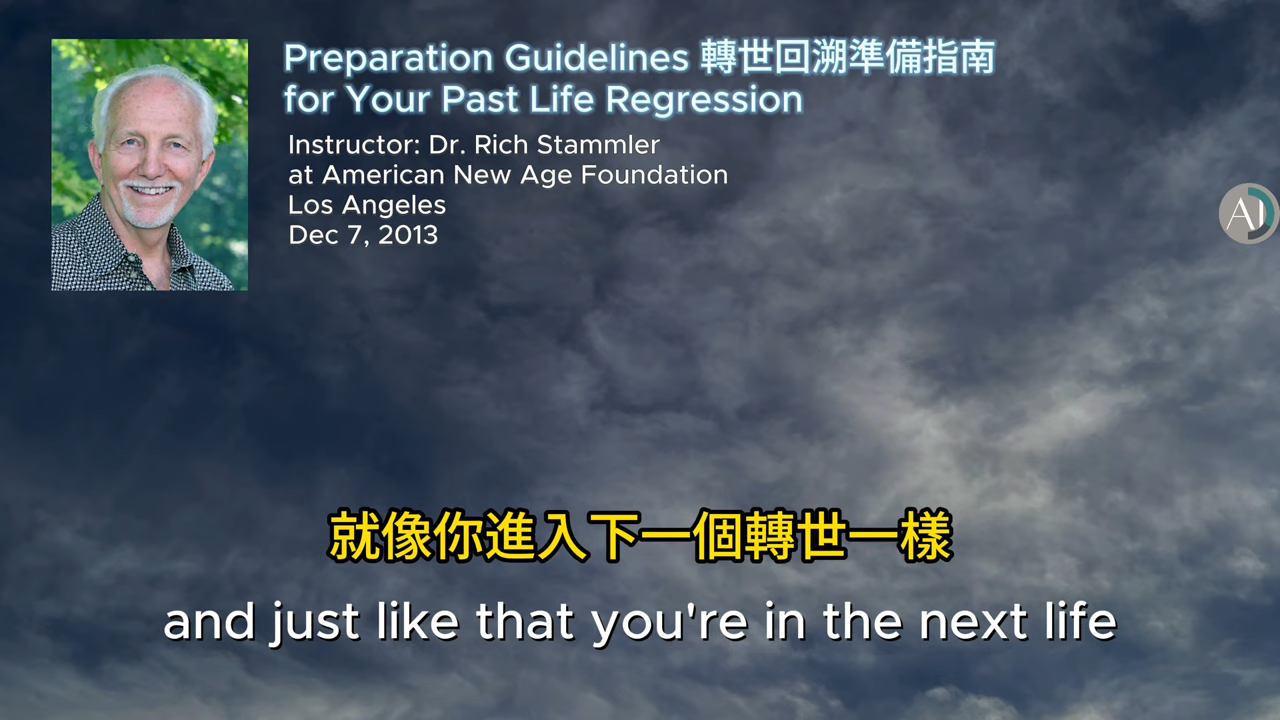 Preparation Guidelines 轉世回溯準備指南
for Your Past Life Regression
Instructor: Dr. Rich Stammler
at American New Age Foundation
Los Angeles
Dec 7, 2013
AI
就像你進入下一個轉世一樣
and just like that you're in the next life